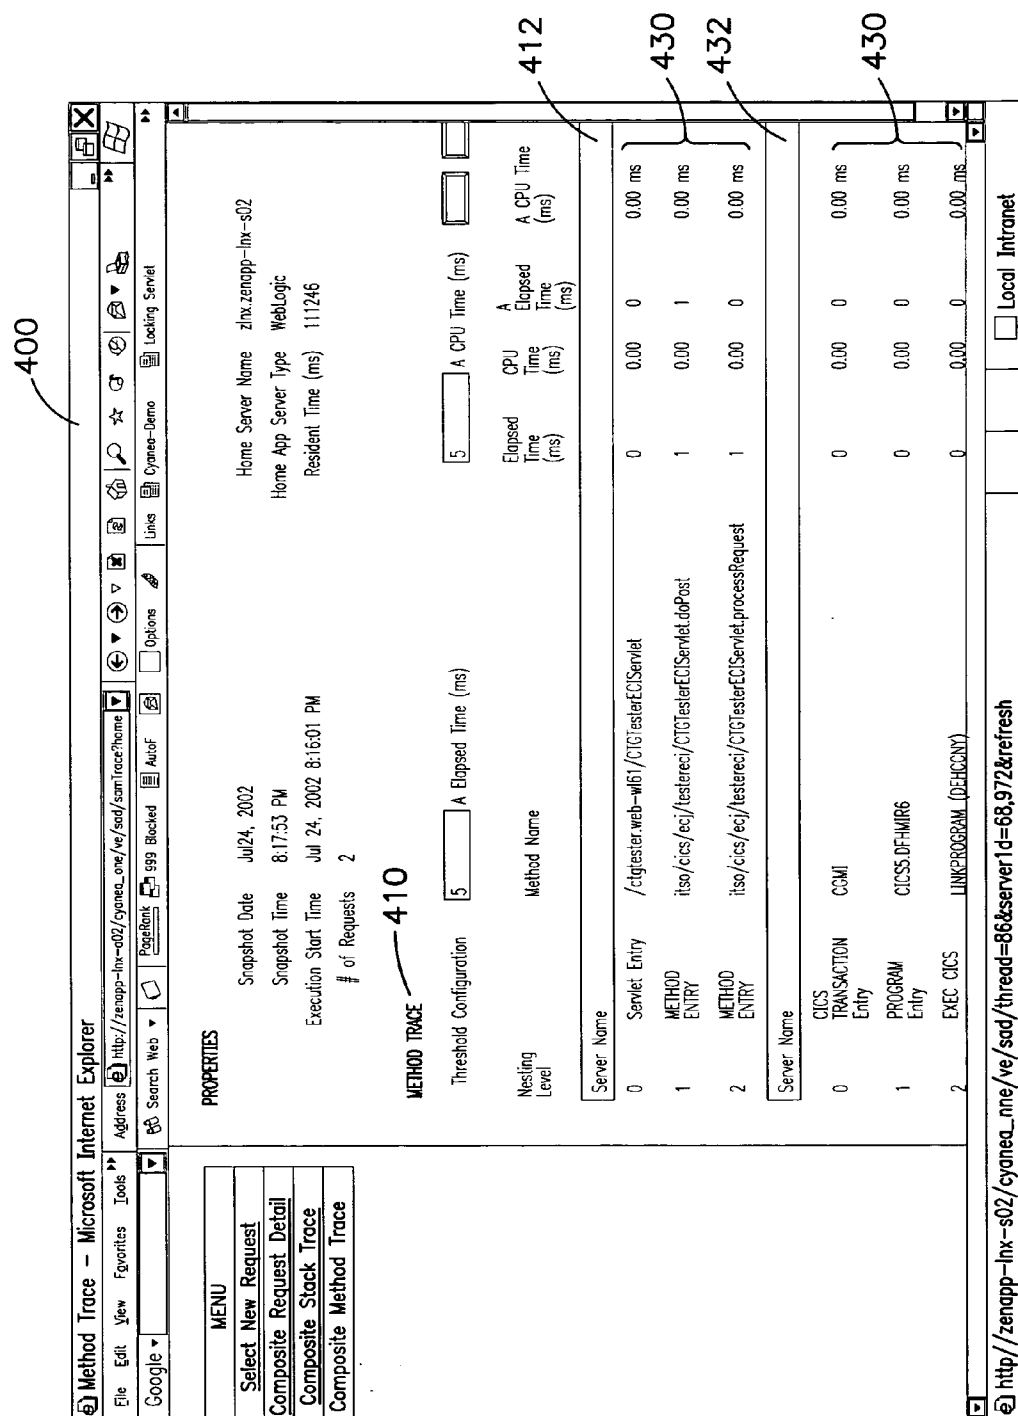 400
Method Trace – Microsoft Internet Explorer
File Edit View Favorites Tools Address http://zenapp-lnx-a02/cyanea_one/ve/sad/samTrace?home
Google Search Web PageRank 999 Blocked AutoF Options Links Cyanea-Demo Locking Servlet
MENU
Select New Request
Composite Request Detail
Composite Stack Trace
Composite Method Trace
PROPERTIES
Snapshot Date Jul24, 2002 Home Server Name zlnx.zenapp-lnx-s02
Snapshot Time 8:17:53 PM Home App Server Type WebLogic
Execution Start Time Jul 24, 2002 8:16:01 PM Resident Time (ms) 111246
# of Requests 2
METHOD TRACE 410
Threshold Configuration 5 A Elapsed Time (ms) 5 A CPU Time (ms)
Nesting Level Method Name Elapsed Time (ms) CPU Time (ms) A Elapsed Time (ms) A CPU Time (ms)
Server Name 412
0 Servlet Entry /ctgtester.web-wl61/CTGTesterECIServlet 0 0.00 0 0.00 ms
1 METHOD ENTRY itso/cics/eci/testereci/CTGTesterECIServlet.doPost 1 0.00 1 0.00 ms 430
2 METHOD ENTRY itso/cics/eci/testereci/CTGTesterECIServlet.processRequest 1 0.00 0 0.00 ms
Server Name 432
0 CICS TRANSACTION Entry CGMI 0 0.00 0 0.00 ms
1 PROGRAM Entry CICS5.DFHMIR6 0 0.00 0 0.00 ms 430
2 EXEC CICS LINKPROGRAM (DEHCCNY) 0 0.00 0 0.00 ms
http//zenapp-lnx-s02/cyanea_nne/ve/sad/thread=86&server1d=68,972&refresh Local Intranet